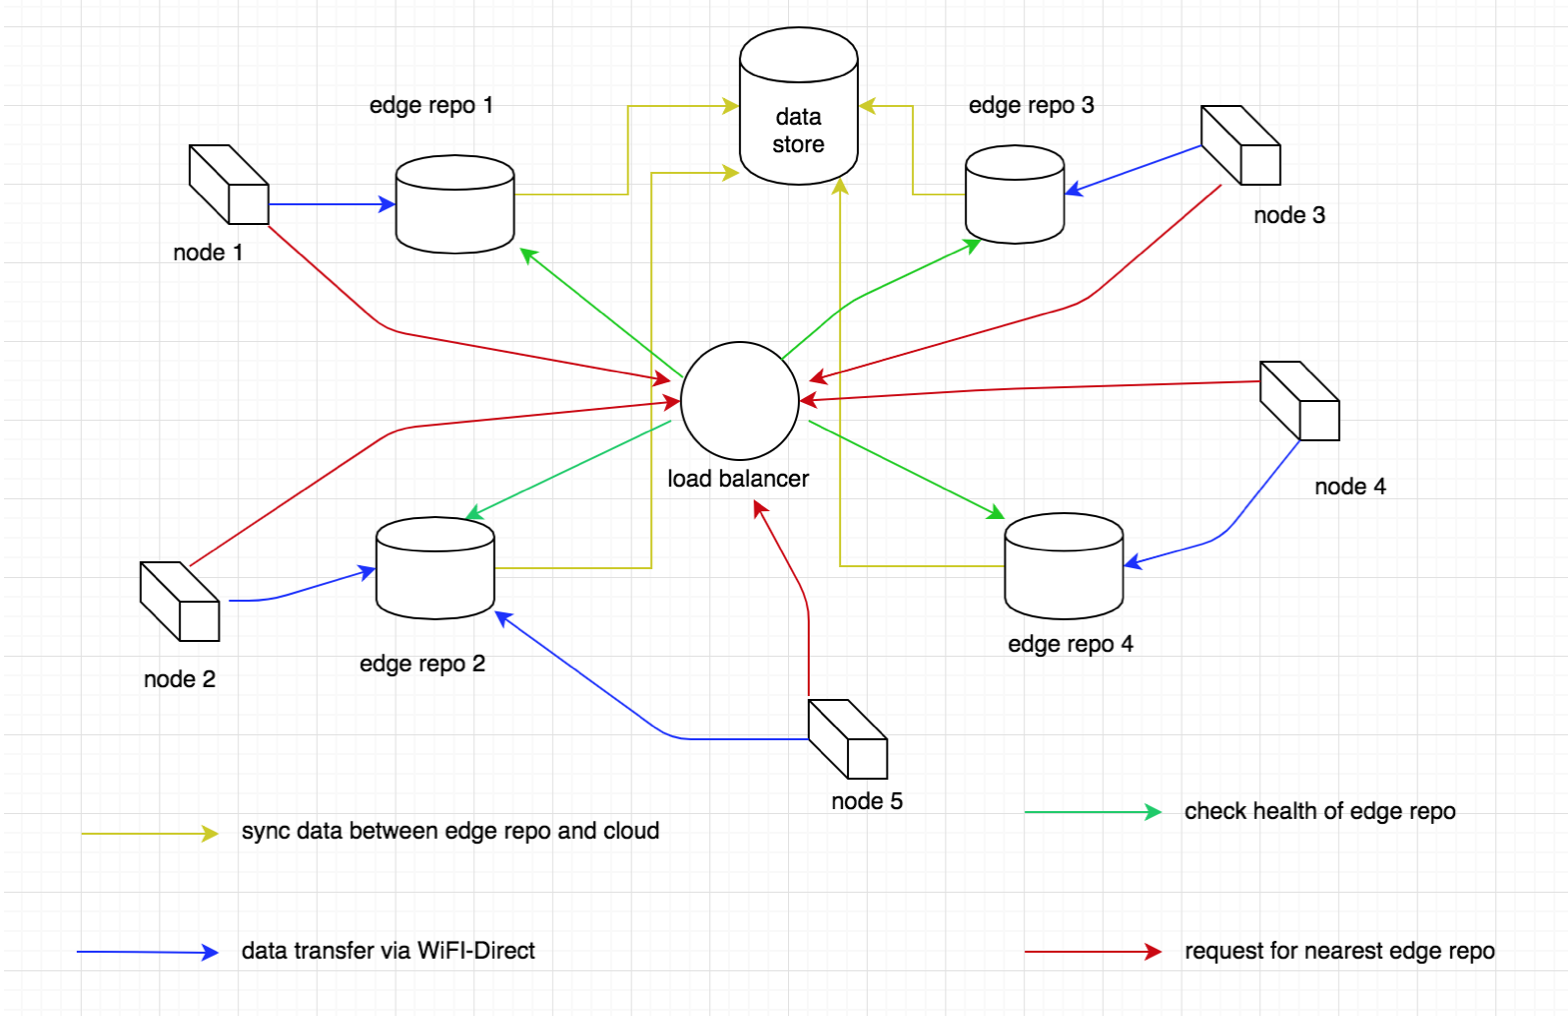 edge repo 1
data
store
edge repo 3
node 1
node 3
load balancer
node 4
node 2
edge repo 2
edge repo 4
node 5
sync data between edge repo and cloud
check health of edge repo
data transfer via WiFI-Direct
request for nearest edge repo